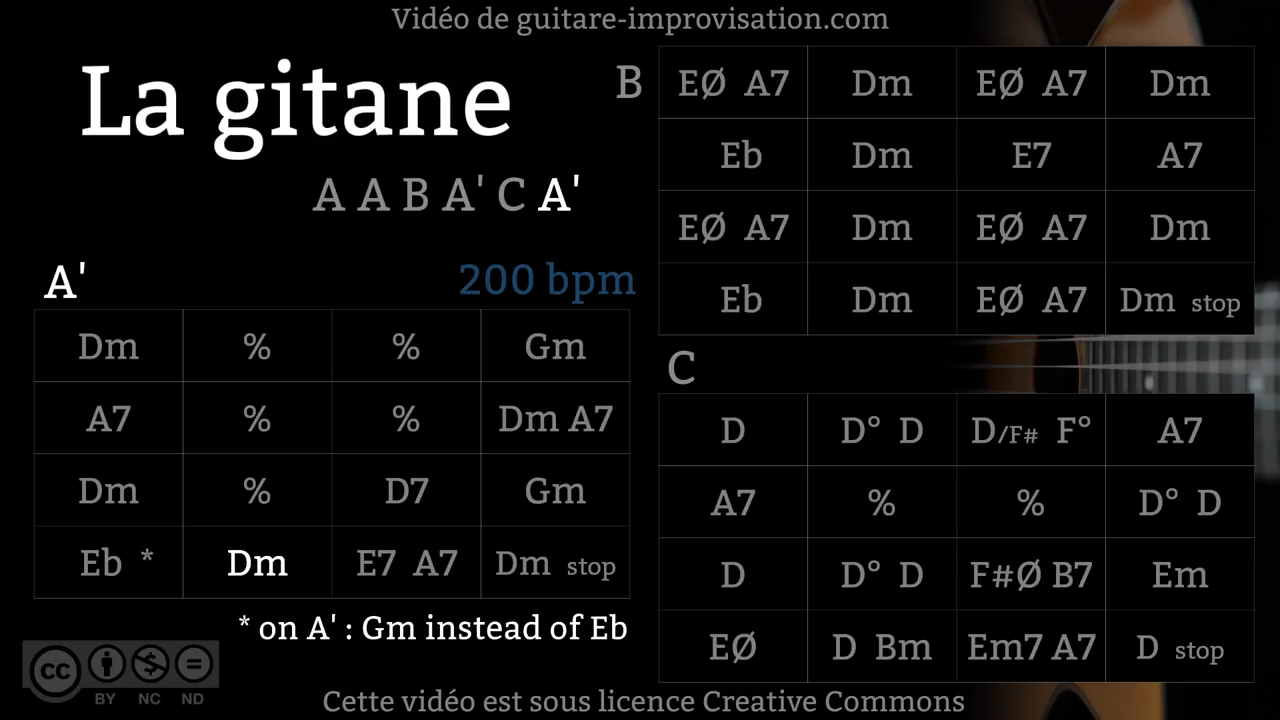 Vidéo de guitare-improvisation.com
La gitane
A A B A' C A'
A'
200 bpm
Dm % % Gm
A7 % % Dm A7
Dm % D7 Gm
Eb * Dm E7 A7 Dm stop
* on A' : Gm instead of Eb
B
EØ A7 Dm EØ A7 Dm
Eb Dm E7 A7
EØ A7 Dm EØ A7 Dm
Eb Dm EØ A7 Dm stop
C
D D° D D/F# F° A7
A7 % % D° D
D D° D F#Ø B7 Em
EØ D Bm Em7 A7 D stop
cc
BY NC ND
Cette vidéo est sous licence Creative Commons